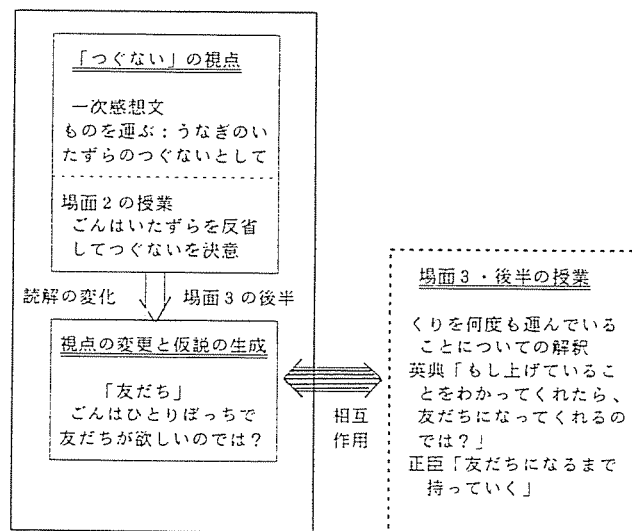 「つぐない」の視点
一次感想文
ものを運ぶ：うなぎのい
たずらのつぐないとして
場面２の授業
ごんはいたずらを反省
してつぐないを決意
読解の変化
場面３の後半
視点の変更と仮説の生成
「友だち」
ごんはひとりぼっちで
友だちが欲しいのでは？
相互
作用
場面３・後半の授業
くりを何度も運んでいる
ことについての解釈
英典「もし上げているこ
とをわかってくれたら、
友だちになってくれるの
では？」
正臣「友だちになるまで
持っていく」